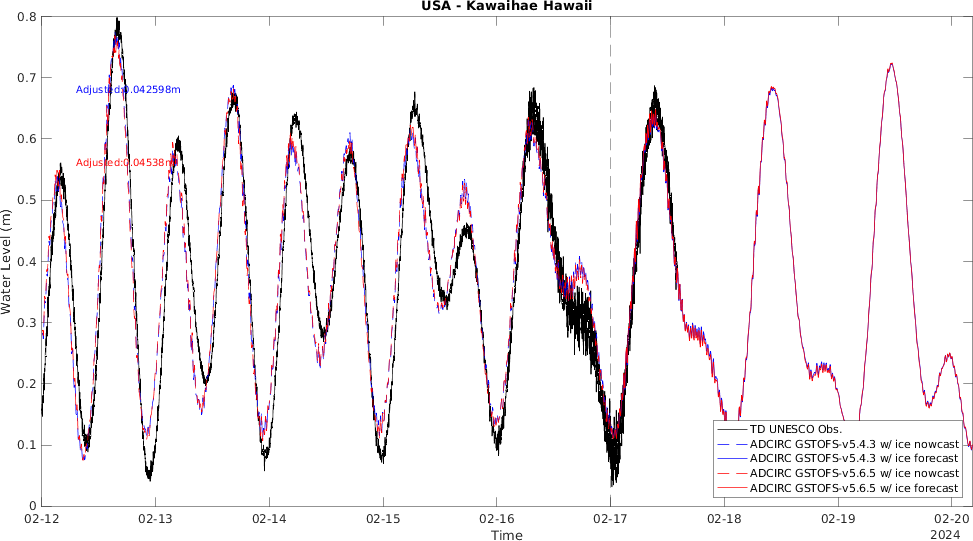 USA - Kawaihae Hawaii
0.8
0.7
0.6
0.5
0.4
0.3
0.2
0.1
0
Water Level (m)
Adjusted:0.042598m
Adjusted:0.04538m
TD UNESCO Obs.
ADCIRC GSTOFS-v5.4.3 w/ ice nowcast
ADCIRC GSTOFS-v5.4.3 w/ ice forecast
ADCIRC GSTOFS-v5.6.5 w/ ice nowcast
ADCIRC GSTOFS-v5.6.5 w/ ice forecast
02-12 02-13 02-14 02-15 02-16 02-17 02-18 02-19 02-20
Time
2024